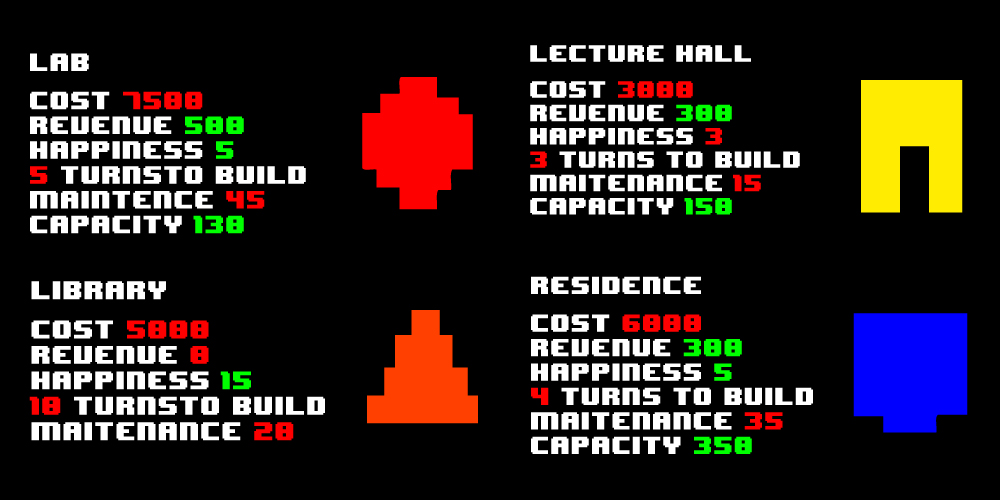 LAB
COST 7500
REVENUE 500
HAPPINESS 5
5 TURNSTO BUILD
MAINTENCE 45
CAPACITY 130
LECTURE HALL
COST 3000
REVENUE 300
HAPPINESS 3
3 TURNS TO BUILD
MAITENANCE 15
CAPACITY 150
LIBRARY
COST 5000
REVENUE 0
HAPPINESS 15
10 TURNSTO BUILD
MAITENANCE 20
RESIDENCE
COST 6000
REVENUE 300
HAPPINESS 5
4 TURNS TO BUILD
MAITENANCE 35
CAPACITY 350